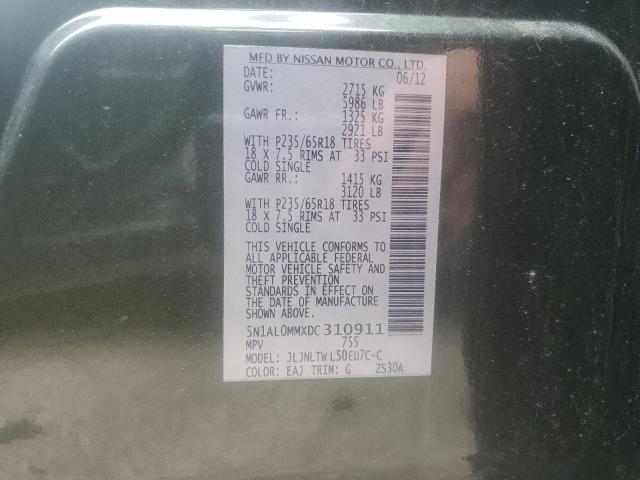 MFD BY NISSAN MOTOR CO., LTD.
DATE: 06/12
GVWR: 2715 KG
5986 LB
GAWR FR.: 1325 KG
2921 LB
WITH P235/65R18 TIRES
18 X 7.5 RIMS AT 33 PSI
COLD SINGLE
GAWR RR.: 1415 KG
3120 LB
WITH P235/65R18 TIRES
18 X 7.5 RIMS AT 33 PSI
COLD SINGLE
THIS VEHICLE CONFORMS TO
ALL APPLICABLE FEDERAL
MOTOR VEHICLE SAFETY AND
THEFT PREVENTION
STANDARDS IN EFFECT ON
THE DATE OF MANUFACTURE
SHOWN ABOVE.
5N1AL0MMXDC310911
MPV 755
MODEL: JLJNLTWL50EU7C-C
COLOR: EAJ TRIM: G ZS30A